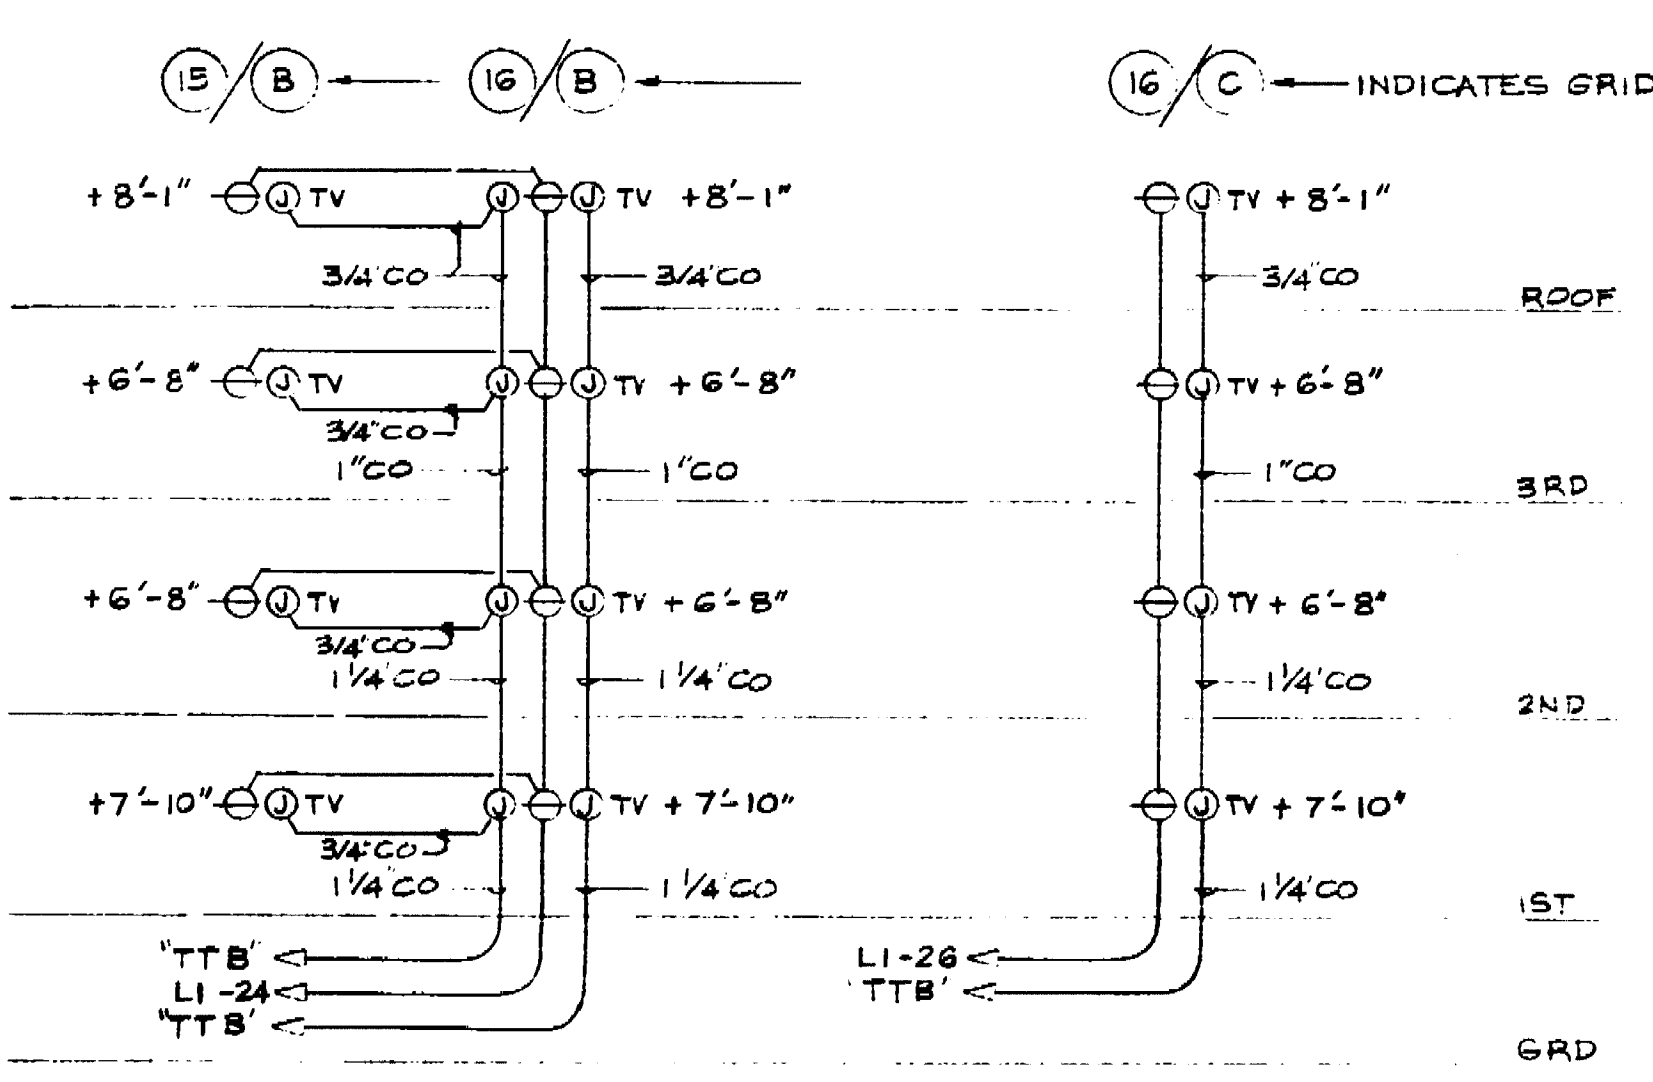 15 / B 16 / B 16 / C INDICATES GRID
+8'-1" J TV J J TV +8'-1" J TV +8'-1"
3/4"CO 3/4"CO 3/4"CO
ROOF
+6'-8" J TV J J TV +6'-8" J TV +6'-8"
3/4"CO
1"CO 1"CO 1"CO
3RD
+6'-8" J TV J J TV +6'-8" J TV +6'-8"
3/4"CO
1 1/4"CO 1 1/4"CO 1 1/4"CO
2ND
+7'-10" J TV J J TV +7'-10" J TV +7'-10"
3/4"CO
1 1/4"CO 1 1/4"CO 1 1/4"CO
1ST
"TTB" L1-26
L1-24 'TTB'
"TTB"
GRD